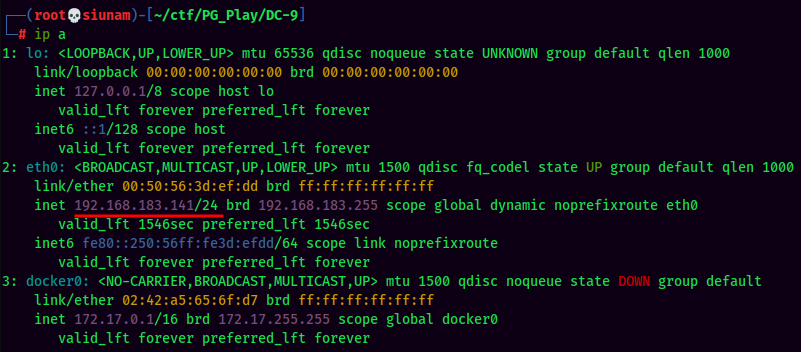 ┌──(root💀siunam)-[~/ctf/PG_Play/DC-9]
└─# ip a
1: lo: <LOOPBACK,UP,LOWER_UP> mtu 65536 qdisc noqueue state UNKNOWN group default qlen 1000
    link/loopback 00:00:00:00:00:00 brd 00:00:00:00:00:00
    inet 127.0.0.1/8 scope host lo
       valid_lft forever preferred_lft forever
    inet6 ::1/128 scope host
       valid_lft forever preferred_lft forever
2: eth0: <BROADCAST,MULTICAST,UP,LOWER_UP> mtu 1500 qdisc fq_codel state UP group default qlen 1000
    link/ether 00:50:56:3d:ef:dd brd ff:ff:ff:ff:ff:ff
    inet 192.168.183.141/24 brd 192.168.183.255 scope global dynamic noprefixroute eth0
       valid_lft 1546sec preferred_lft 1546sec
    inet6 fe80::250:56ff:fe3d:efdd/64 scope link noprefixroute
       valid_lft forever preferred_lft forever
3: docker0: <NO-CARRIER,BROADCAST,MULTICAST,UP> mtu 1500 qdisc noqueue state DOWN group default
    link/ether 02:42:a5:65:6f:d7 brd ff:ff:ff:ff:ff:ff
    inet 172.17.0.1/16 brd 172.17.255.255 scope global docker0
       valid_lft forever preferred_lft forever